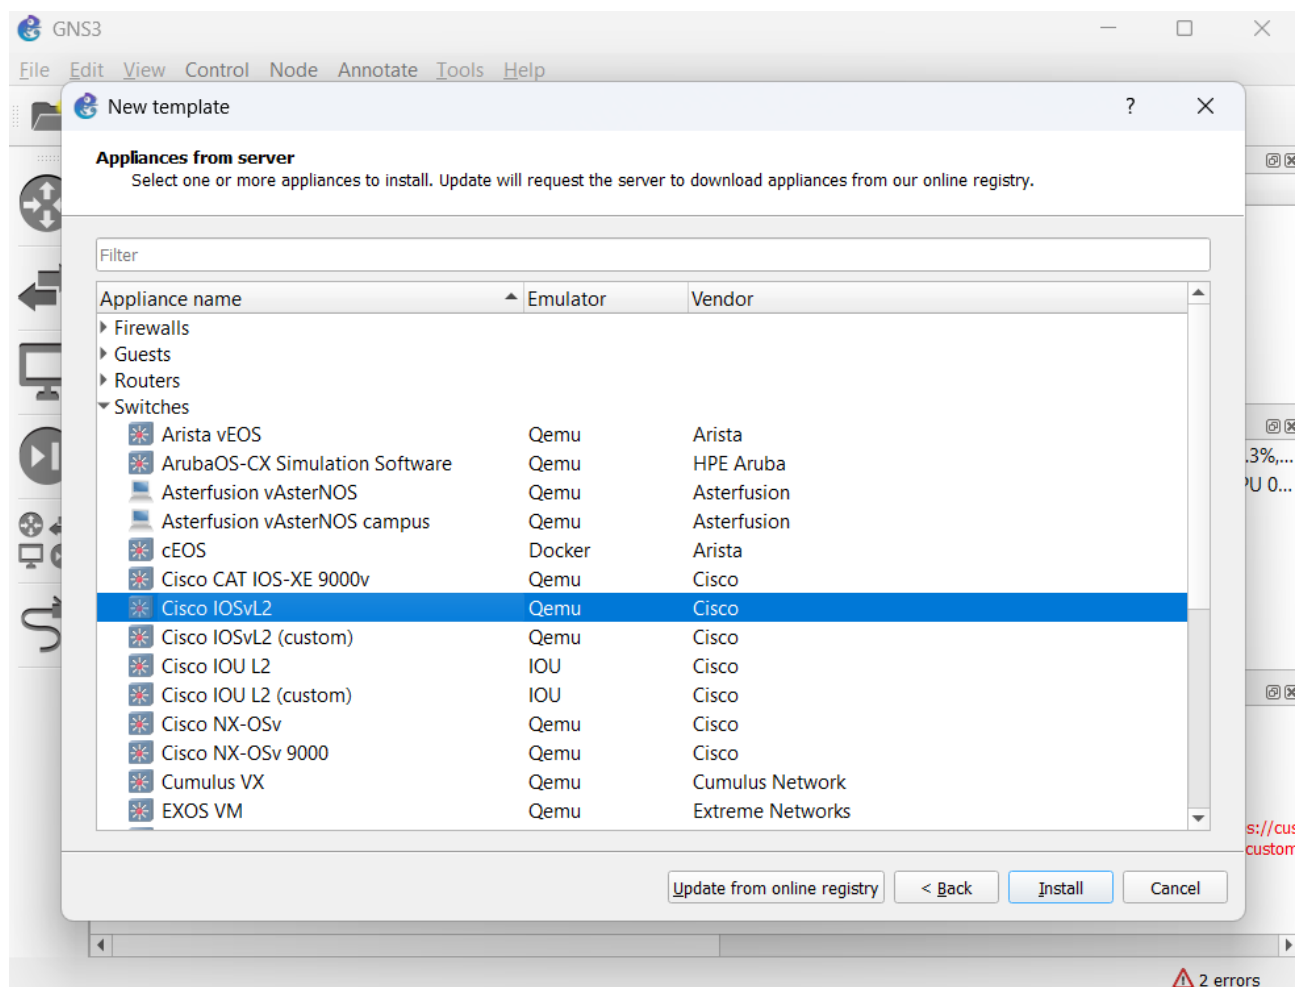 GNS3
File Edit View Control Node Annotate Tools Help
New template
?
Appliances from server
Select one or more appliances to install. Update will request the server to download appliances from our online registry.
Filter
Appliance name Emulator Vendor
Firewalls
Guests
Routers
Switches
Arista vEOS Qemu Arista
ArubaOS-CX Simulation Software Qemu HPE Aruba
Asterfusion vAsterNOS Qemu Asterfusion
Asterfusion vAsterNOS campus Qemu Asterfusion
cEOS Docker Arista
.3%,...
PU 0...
Cisco CAT IOS-XE 9000v Qemu Cisco
Cisco IOSvL2 Qemu Cisco
Cisco IOSvL2 (custom) Qemu Cisco
Cisco IOU L2 IOU Cisco
Cisco IOU L2 (custom) IOU Cisco
Cisco NX-OSv Qemu Cisco
Cisco NX-OSv 9000 Qemu Cisco
Cumulus VX Qemu Cumulus Network
EXOS VM Qemu Extreme Networks
s://cus
custom
Update from online registry < Back Install Cancel
2 errors